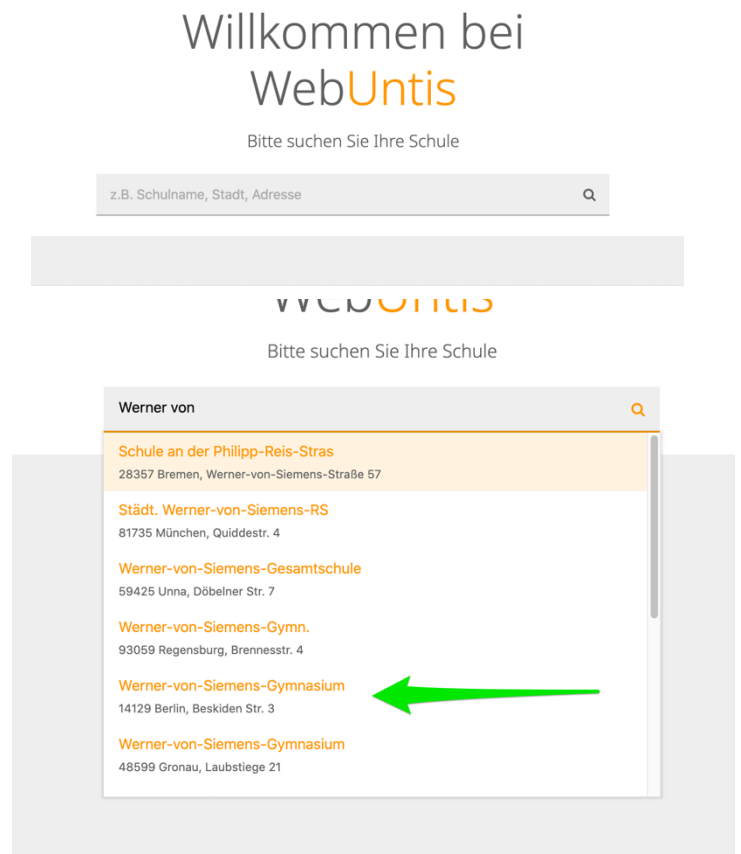 Willkommen bei
WebUntis
Bitte suchen Sie Ihre Schule
z.B. Schulname, Stadt, Adresse
WebUntis
Bitte suchen Sie Ihre Schule
Werner von
Schule an der Philipp-Reis-Stras
28357 Bremen, Werner-von-Siemens-Straße 57
Städt. Werner-von-Siemens-RS
81735 München, Quiddestr. 4
Werner-von-Siemens-Gesamtschule
59425 Unna, Döbelner Str. 7
Werner-von-Siemens-Gymn.
93059 Regensburg, Brennesstr. 4
Werner-von-Siemens-Gymnasium
14129 Berlin, Beskiden Str. 3
Werner-von-Siemens-Gymnasium
48599 Gronau, Laubstiege 21